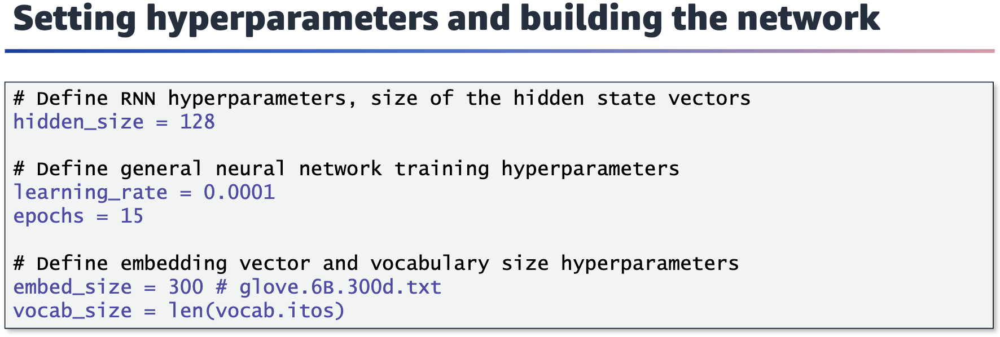 Setting hyperparameters and building the network
# Define RNN hyperparameters, size of the hidden state vectors
hidden_size = 128
# Define general neural network training hyperparameters
learning_rate = 0.0001
epochs = 15
# Define embedding vector and vocabulary size hyperparameters
embed_size = 300 # glove.6B.300d.txt
vocab_size = len(vocab.itos)